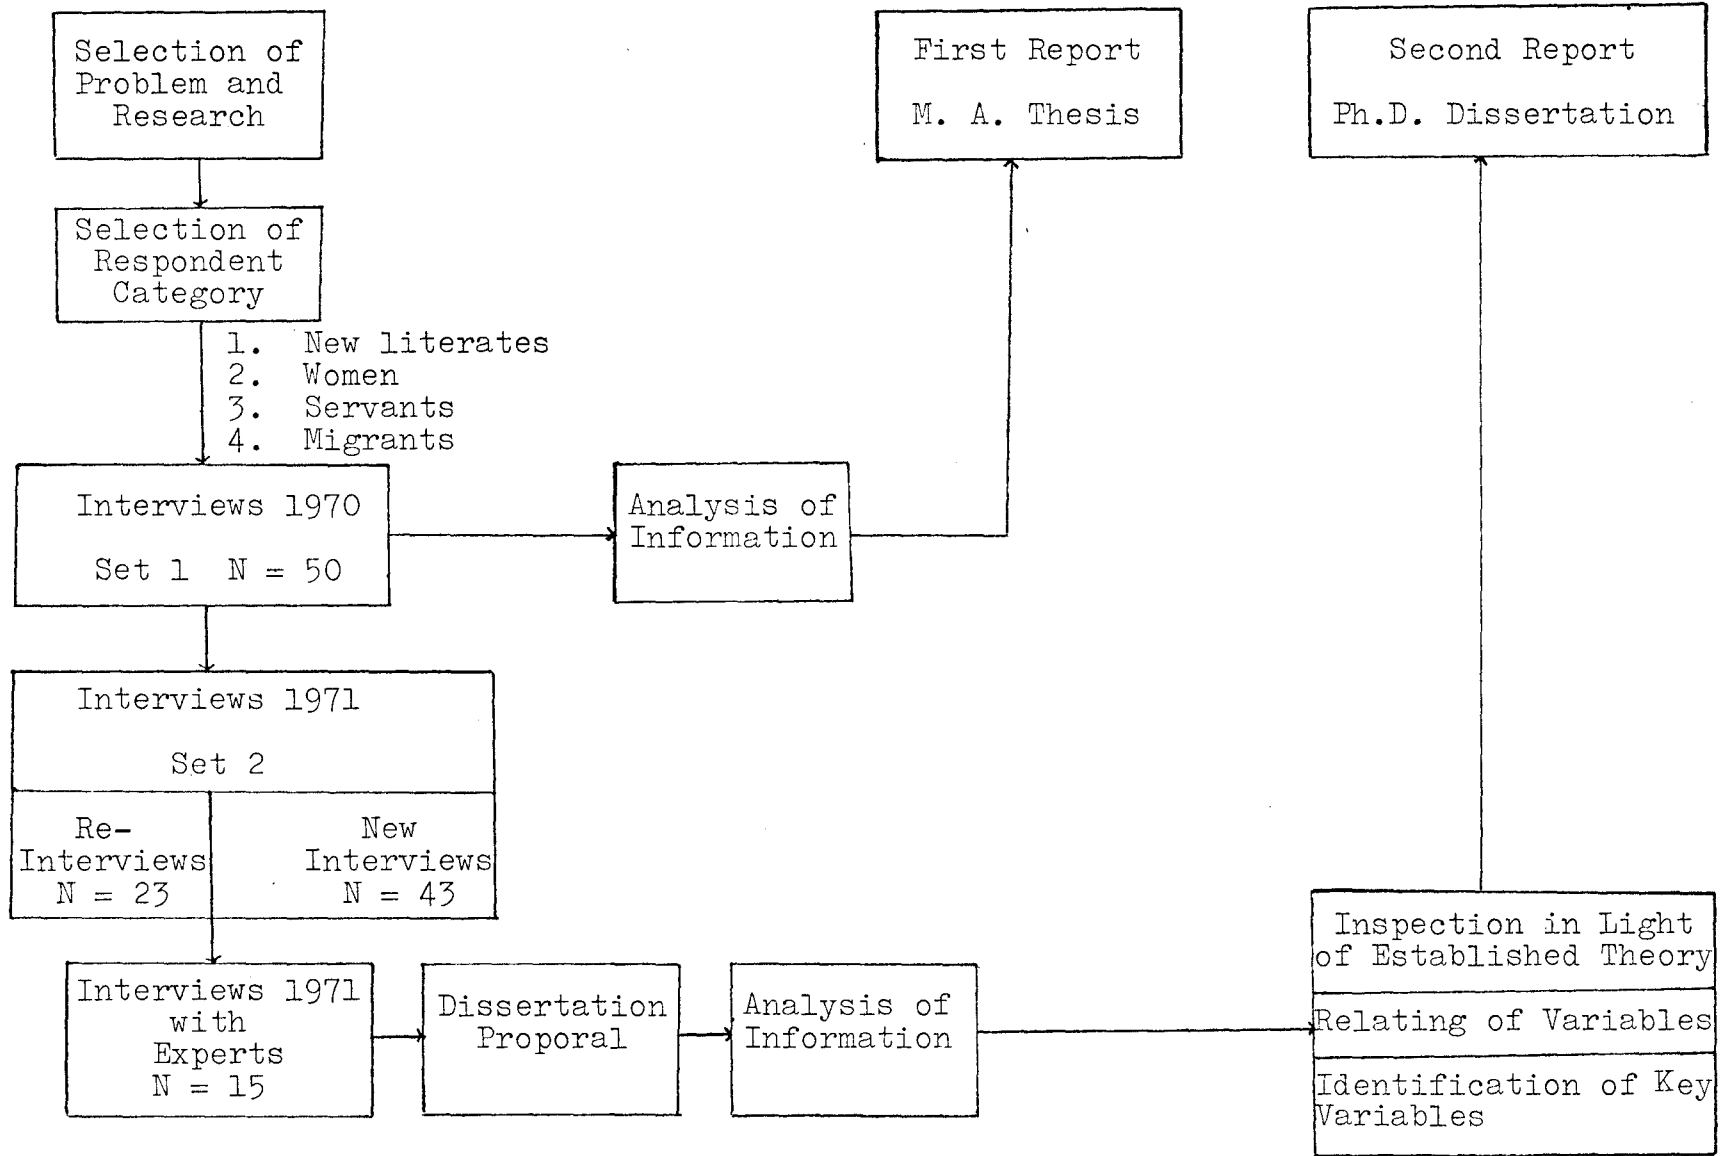 Selection of
Problem and
Research
First Report
M. A. Thesis
Second Report
Ph.D. Dissertation
Selection of
Respondent
Category
1. New literates
2. Women
3. Servants
4. Migrants
Interviews 1970
Set 1 N = 50
Analysis of
Information
Interviews 1971
Set 2
Re-
Interviews
N = 23
New
Interviews
N = 43
Interviews 1971
with
Experts
N = 15
Dissertation
Proporal
Analysis of
Information
Inspection in Light
of Established Theory
Relating of Variables
Identification of Key
Variables